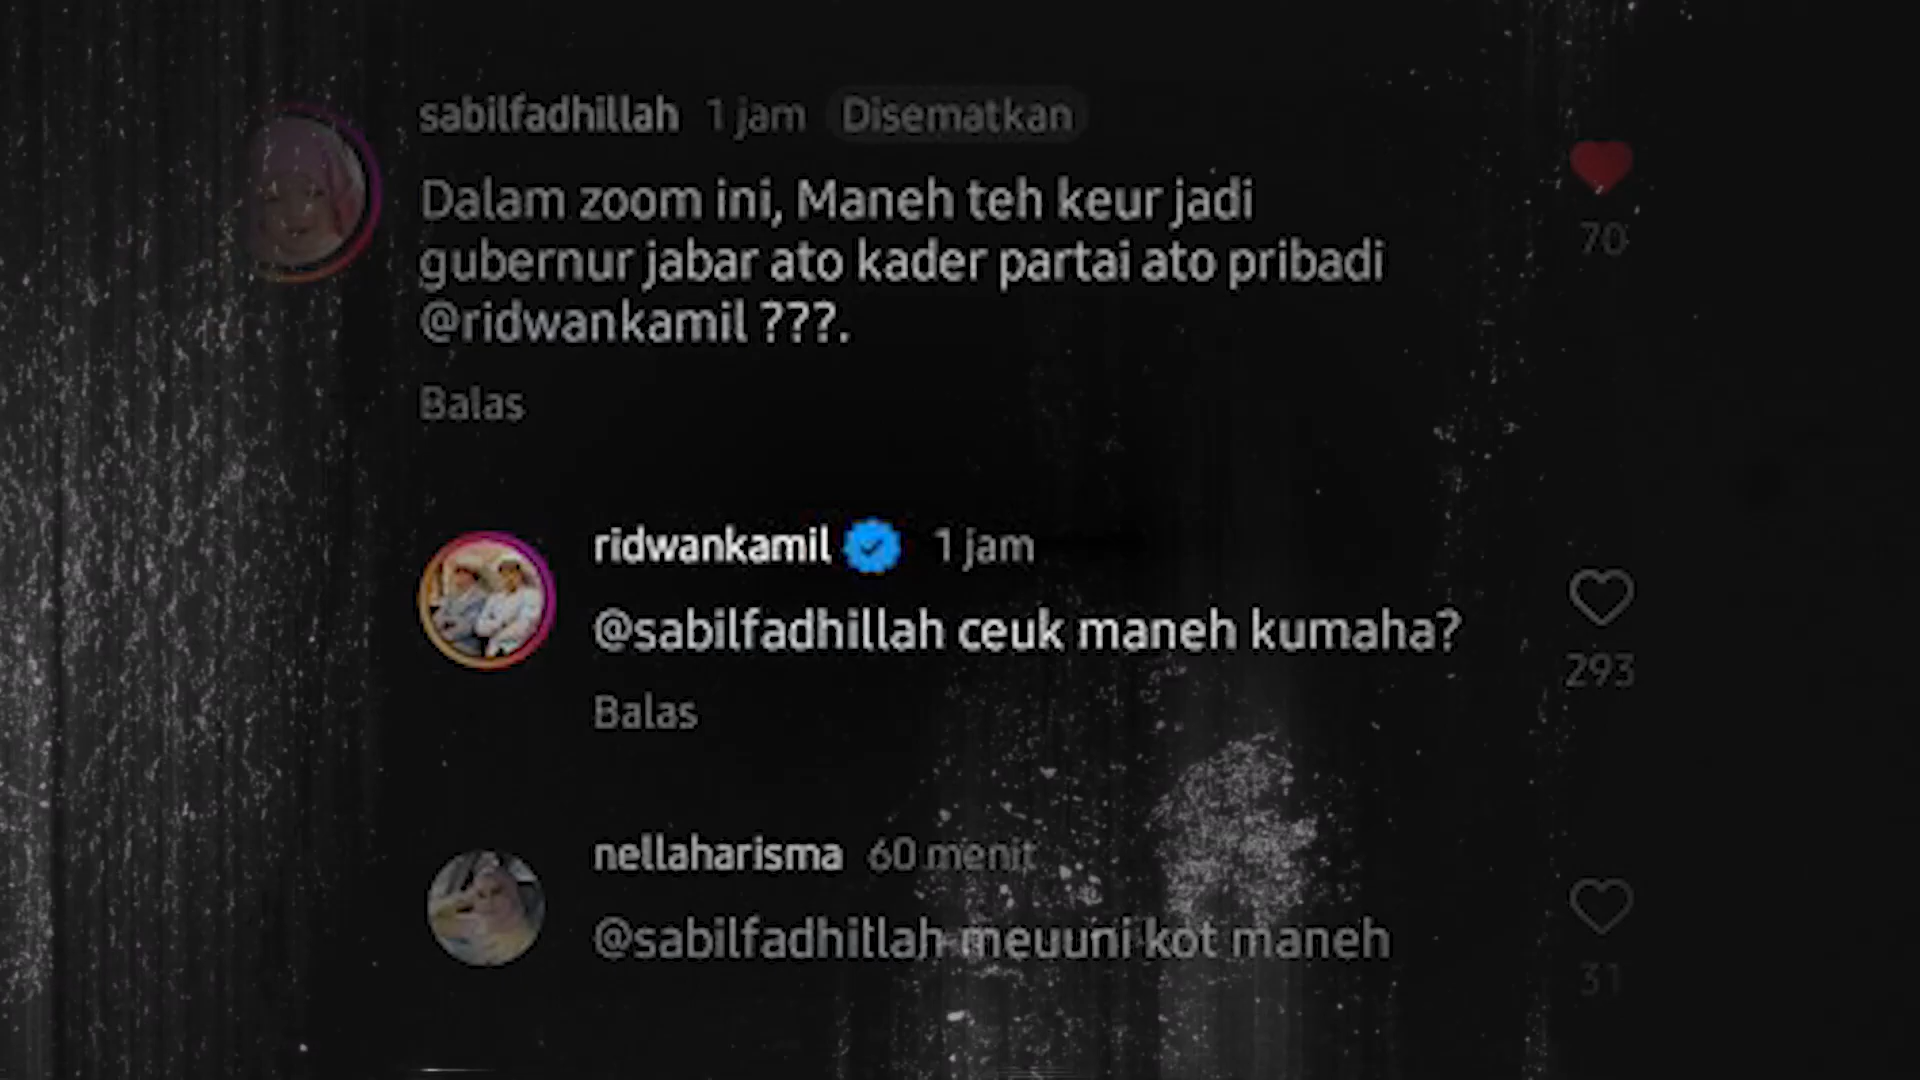 sabilfadhillah 1 jam Disematkan
Dalam zoom ini, Maneh teh keur jadi
gubernur jabar ato kader partai ato pribadi
@ridwankamil ???.
70
Balas
ridwankamil 1 jam
@sabilfadhillah ceuk maneh kumaha?
293
Balas
nellaharisma 60 menit
@sabilfadhillah meuuni kot maneh
31